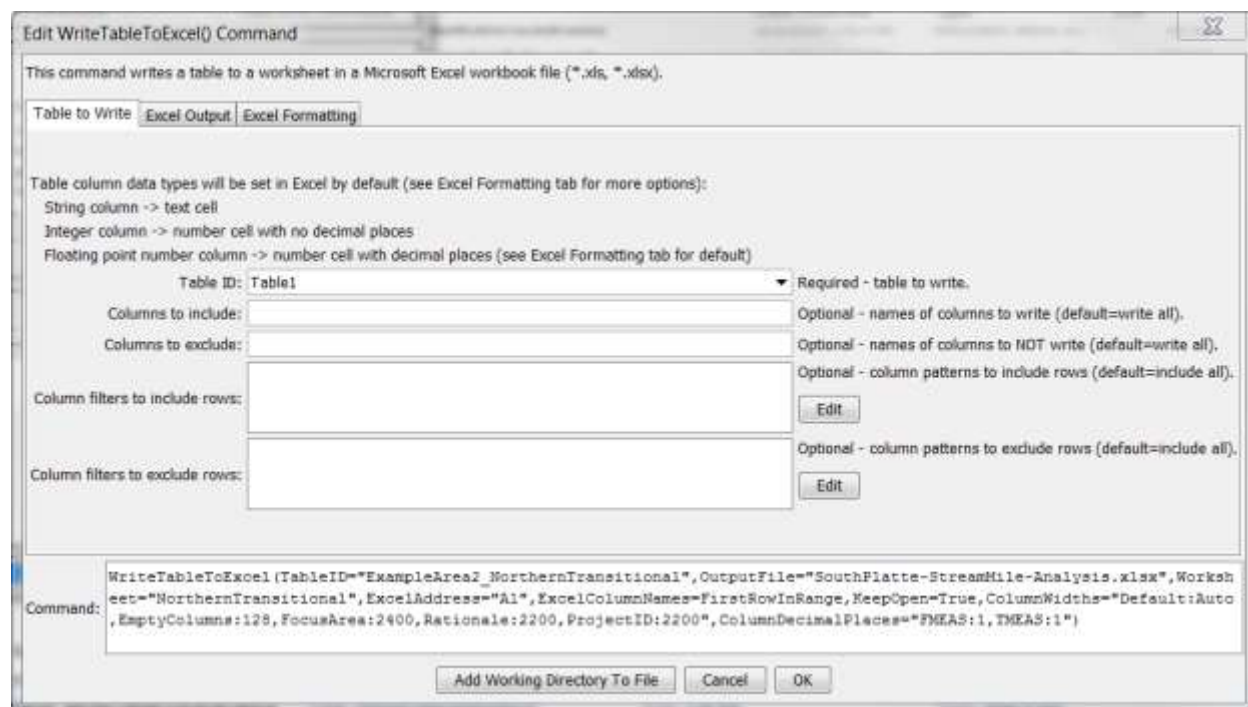 Edit WriteTableToExcel() Command
This command writes a table to a worksheet in a Microsoft Excel workbook file (*.xls, *.xlsx).
Table to Write Excel Output Excel Formatting
Table column data types will be set in Excel by default (see Excel Formatting tab for more options):
String column -> text cell
Integer column -> number cell with no decimal places
Floating point number column -> number cell with decimal places (see Excel Formatting tab for default)
Table ID: Table1 Required - table to write.
Columns to include: Optional - names of columns to write (default=write all).
Columns to exclude: Optional - names of columns to NOT write (default=write all).
Optional - column patterns to include rows (default=include all).
Column filters to include rows: Edit
Optional - column patterns to exclude rows (default=include all).
Column filters to exclude rows: Edit
WriteTableToExcel(TableID="ExampleArea2_NorthernTransitional",OutputFile="SouthPlatte-StreamMile-Analysis.xlsx",Worksh
Command: eet="NorthernTransitional",ExcelAddress="A1",ExcelColumnNames=FirstRowInRange,KeepOpen=True,ColumnWidths="Default:Auto
,EmptyColumns:128,FocusArea:2400,Rationale:2200,ProjectID:2200",ColumnDecimalPlaces="FMEAS:1,TMEAS:1")
Add Working Directory To File Cancel OK